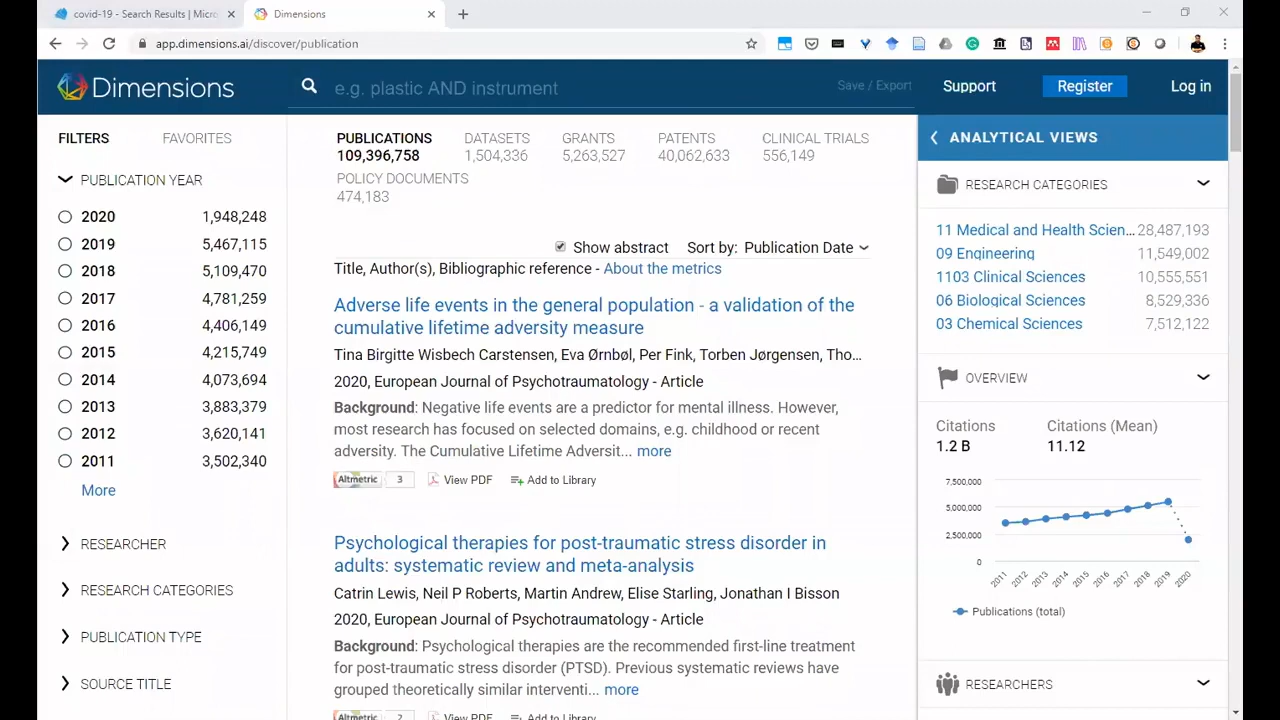 covid-19 - Search Results | Micro
Dimensions
app.dimensions.ai/discover/publication
Dimensions
e.g. plastic AND instrument
Save / Export
Support
Register
Log in
FILTERS
FAVORITES
PUBLICATION YEAR
2020 1,948,248
2019 5,467,115
2018 5,109,470
2017 4,781,259
2016 4,406,149
2015 4,215,749
2014 4,073,694
2013 3,883,379
2012 3,620,141
2011 3,502,340
More
RESEARCHER
RESEARCH CATEGORIES
PUBLICATION TYPE
SOURCE TITLE
PUBLICATIONS
109,396,758
DATASETS
1,504,336
GRANTS
5,263,527
PATENTS
40,062,633
CLINICAL TRIALS
556,149
POLICY DOCUMENTS
474,183
Show abstract Sort by: Publication Date
Title, Author(s), Bibliographic reference - About the metrics
Adverse life events in the general population - a validation of the
cumulative lifetime adversity measure
Tina Birgitte Wisbech Carstensen, Eva Ørnbøl, Per Fink, Torben Jørgensen, Tho...
2020, European Journal of Psychotraumatology - Article
Background: Negative life events are a predictor for mental illness. However,
most research has focused on selected domains, e.g. childhood or recent
adversity. The Cumulative Lifetime Adversit... more
Altmetric 3 View PDF Add to Library
Psychological therapies for post-traumatic stress disorder in
adults: systematic review and meta-analysis
Catrin Lewis, Neil P Roberts, Martin Andrew, Elise Starling, Jonathan I Bisson
2020, European Journal of Psychotraumatology - Article
Background: Psychological therapies are the recommended first-line treatment
for post-traumatic stress disorder (PTSD). Previous systematic reviews have
grouped theoretically similar interventi... more
Altmetric 2 View PDF Add to Library
ANALYTICAL VIEWS
RESEARCH CATEGORIES
11 Medical and Health Scien... 28,487,193
09 Engineering 11,549,002
1103 Clinical Sciences 10,555,551
06 Biological Sciences 8,529,336
03 Chemical Sciences 7,512,122
OVERVIEW
Citations
1.2 B
Citations (Mean)
11.12
7,500,000
5,000,000
2,500,000
0
2011 2012 2013 2014 2015 2016 2017 2018 2019 2020
Publications (total)
RESEARCHERS